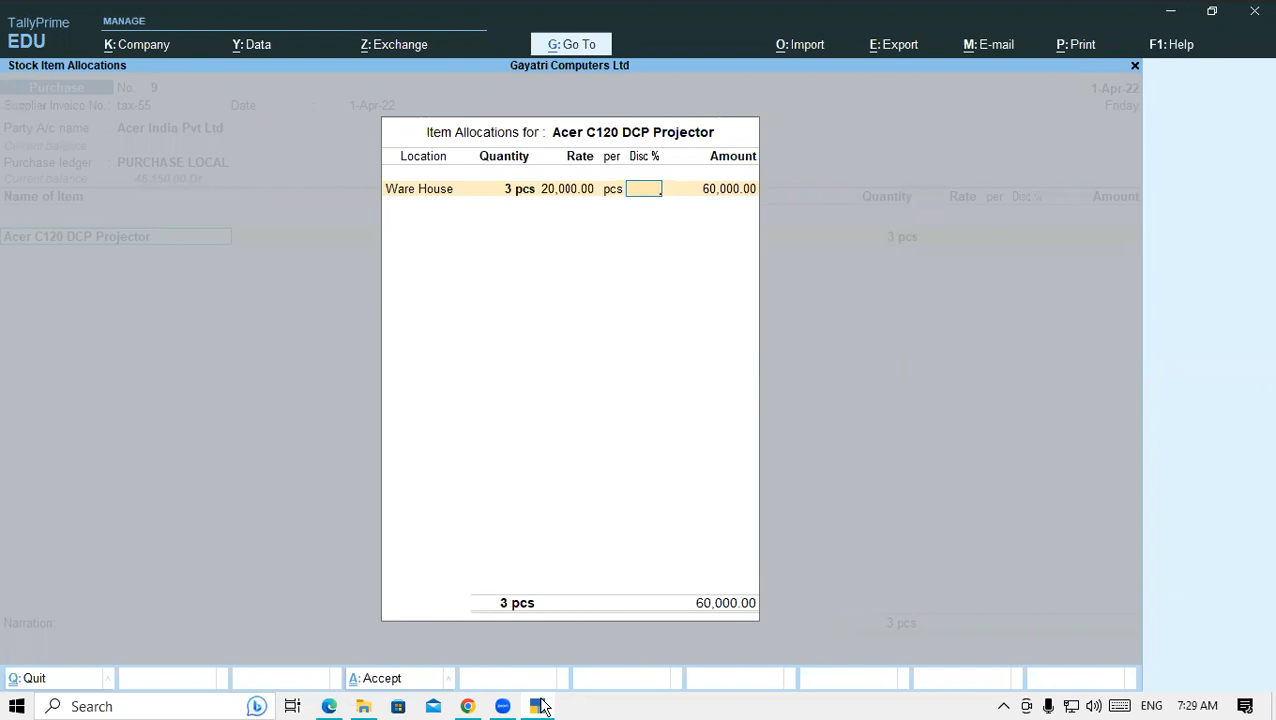 TallyPrime
EDU
MANAGE
K: Company
Y: Data
Z: Exchange
G: Go To
O: Import
E: Export
M: E-mail
P: Print
F1: Help
Stock Item Allocations
Gayatri Computers Ltd
×
Purchase No. 9
1-Apr-22
Supplier Invoice No.: tax-55 Date : 1-Apr-22
Friday
Party A/c name Acer India Pvt Ltd
Current balance :
Purchase ledger : PURCHASE LOCAL
Current balance :
Name of Item Quantity Rate per Disc % Amount
Acer C120 DCP Projector 3 pcs
Item Allocations for : Acer C120 DCP Projector
Location Quantity Rate per Disc % Amount
Ware House 3 pcs 20,000.00 pcs 60,000.00
3 pcs 60,000.00
Narration: 3 pcs
Q: Quit
A: Accept
Search
ENG 7:29 AM